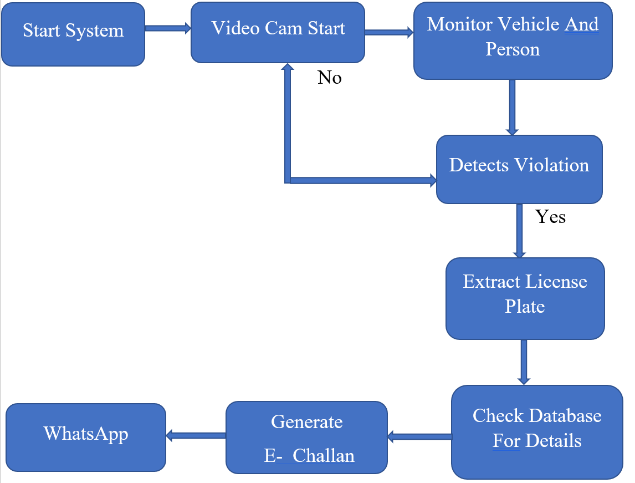 Start System
Video Cam Start
Monitor Vehicle And
Person
No
Detects Violation
Yes
Extract License
Plate
Check Database
For Details
Generate
E- Challan
WhatsApp